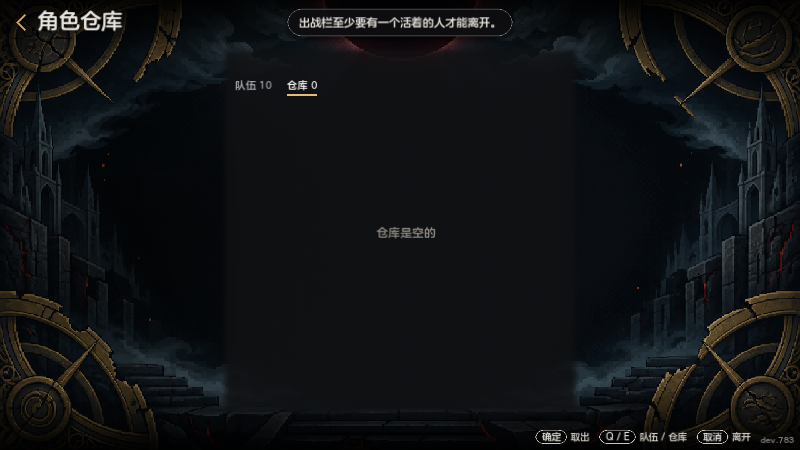 角色仓库
出战栏至少要有一个活着的人才能离开。
队伍 10 仓库 0
仓库是空的
确定 取出 Q / E 队伍 / 仓库 取消 离开 dev.783